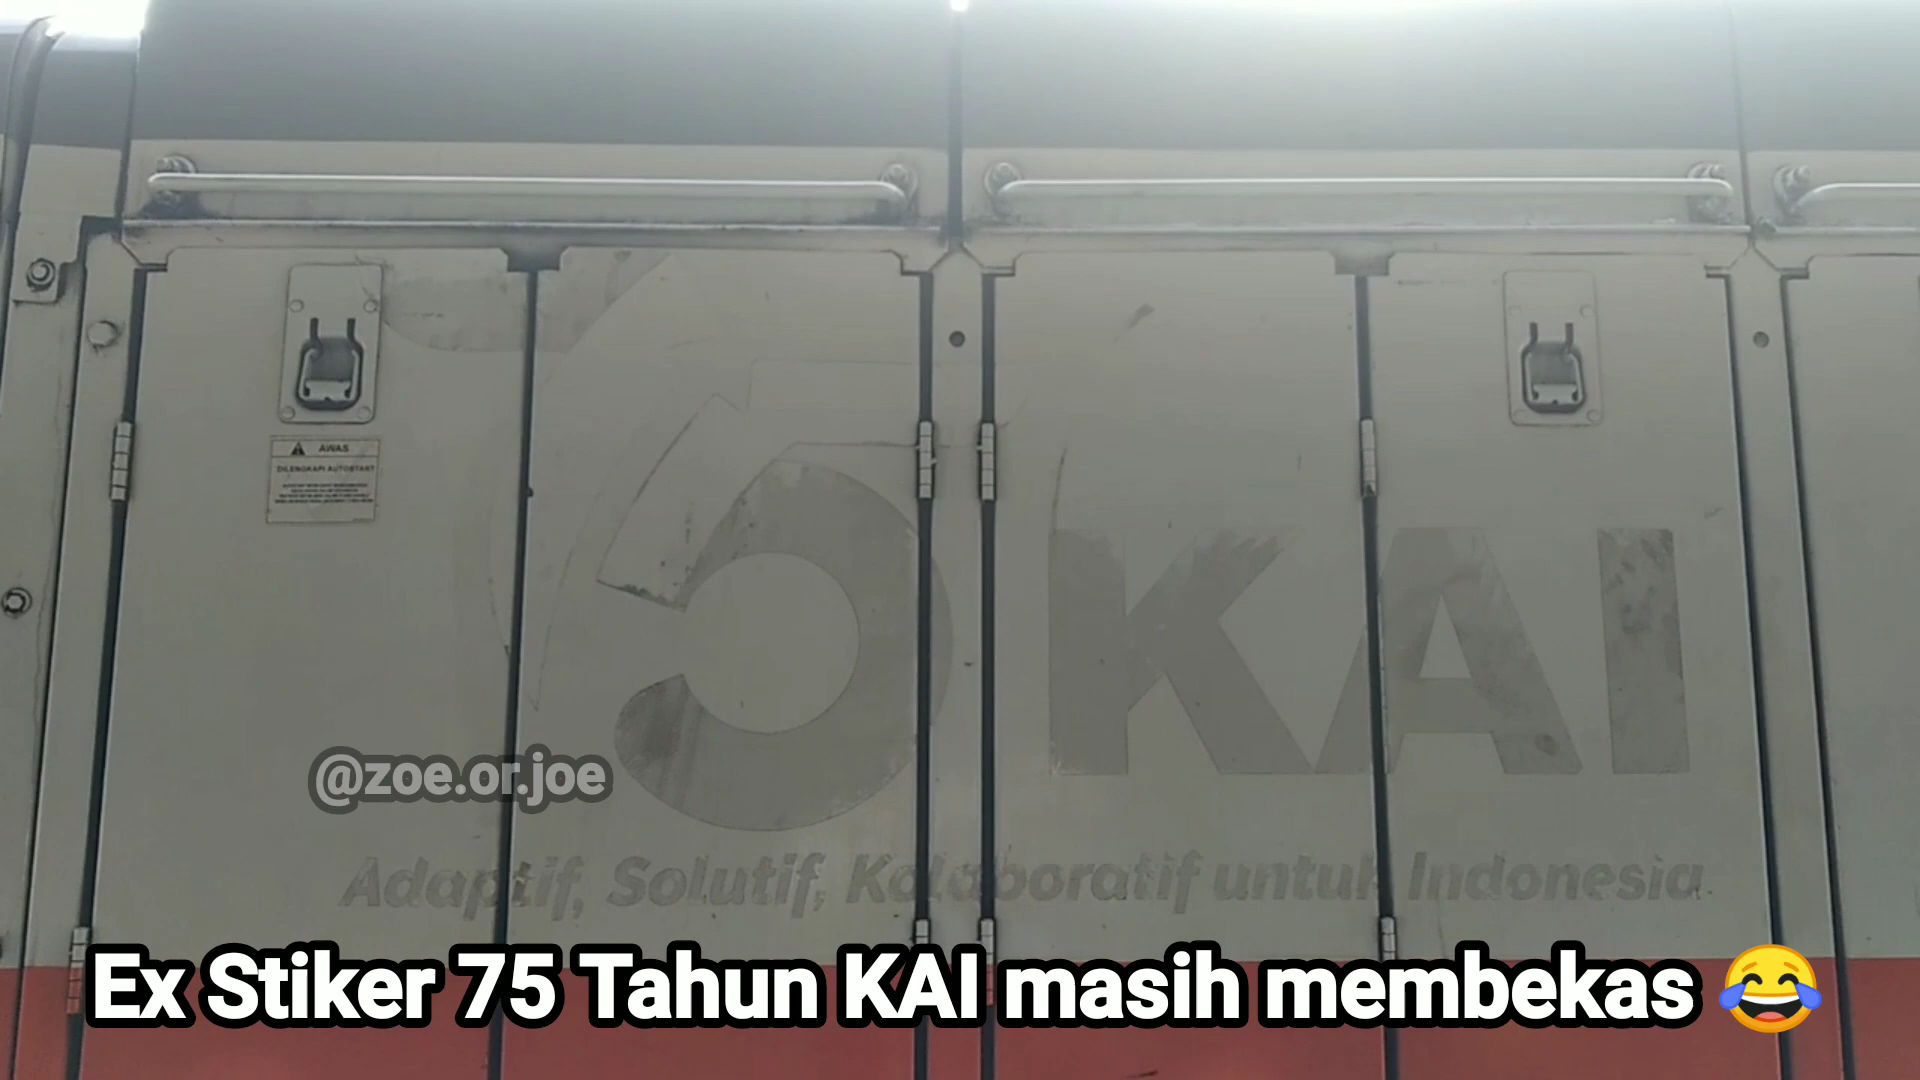 AWAS
DILENGKAPI AUTOSTART
75 KAI
@zoe.or.joe
Adaptif, Solutif, Kolaboratif untuk Indonesia
Ex Stiker 75 Tahun KAI masih membekas 😂